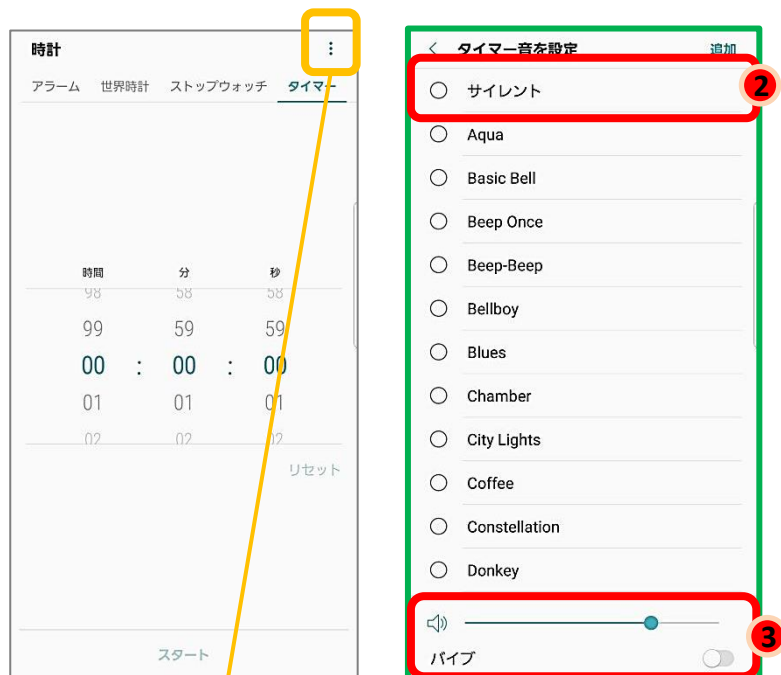 時計
アラーム 世界時計 ストップウォッチ タイマー
時間 分 秒
98 58 58
99 59 59
00 : 00 : 00
01 01 01
02 02 02
リセット
スタート
タイマー音を設定 追加
サイレント
2
Aqua
Basic Bell
Beep Once
Beep-Beep
Bellboy
Blues
Chamber
City Lights
Coffee
Constellation
Donkey
3
バイブ